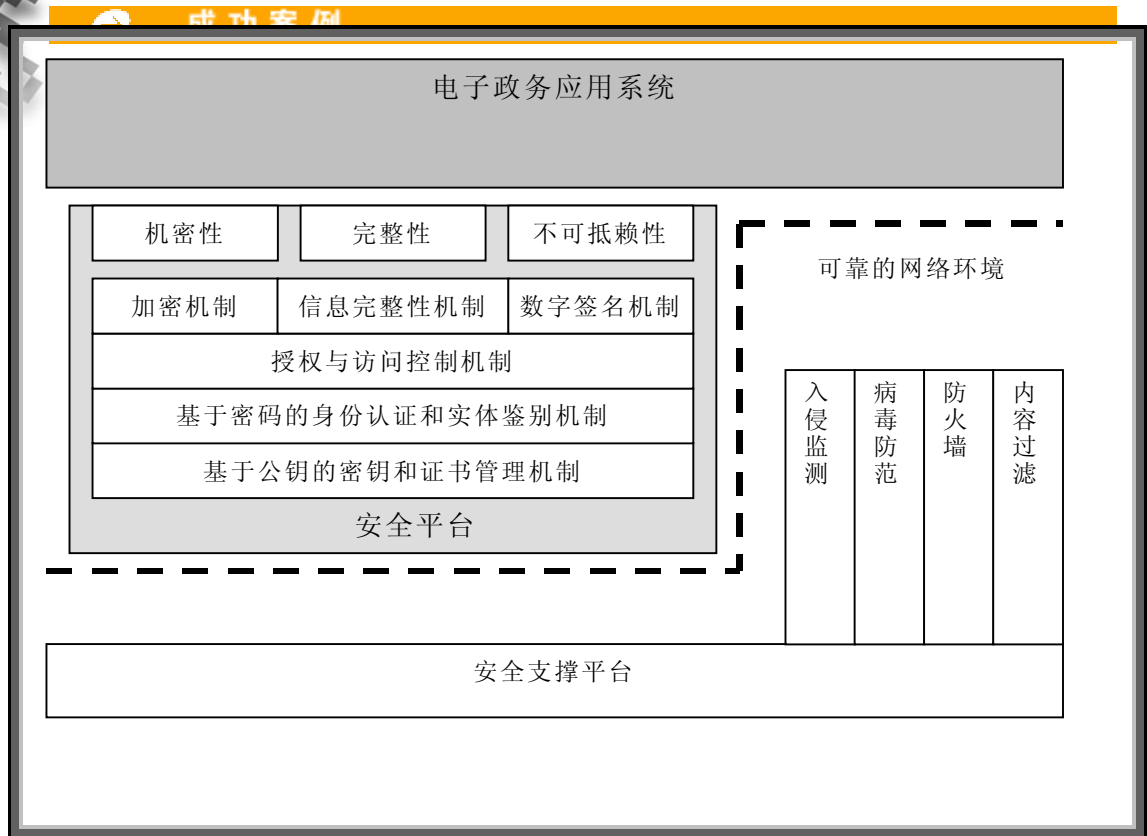 成功案例
电子政务应用系统
机密性
完整性
不可抵赖性
可靠的网络环境
加密机制
信息完整性机制
数字签名机制
授权与访问控制机制
基于密码的身份认证和实体鉴别机制
基于公钥的密钥和证书管理机制
安全平台
入侵监测
病毒防范
防火墙
内容过滤
安全支撑平台